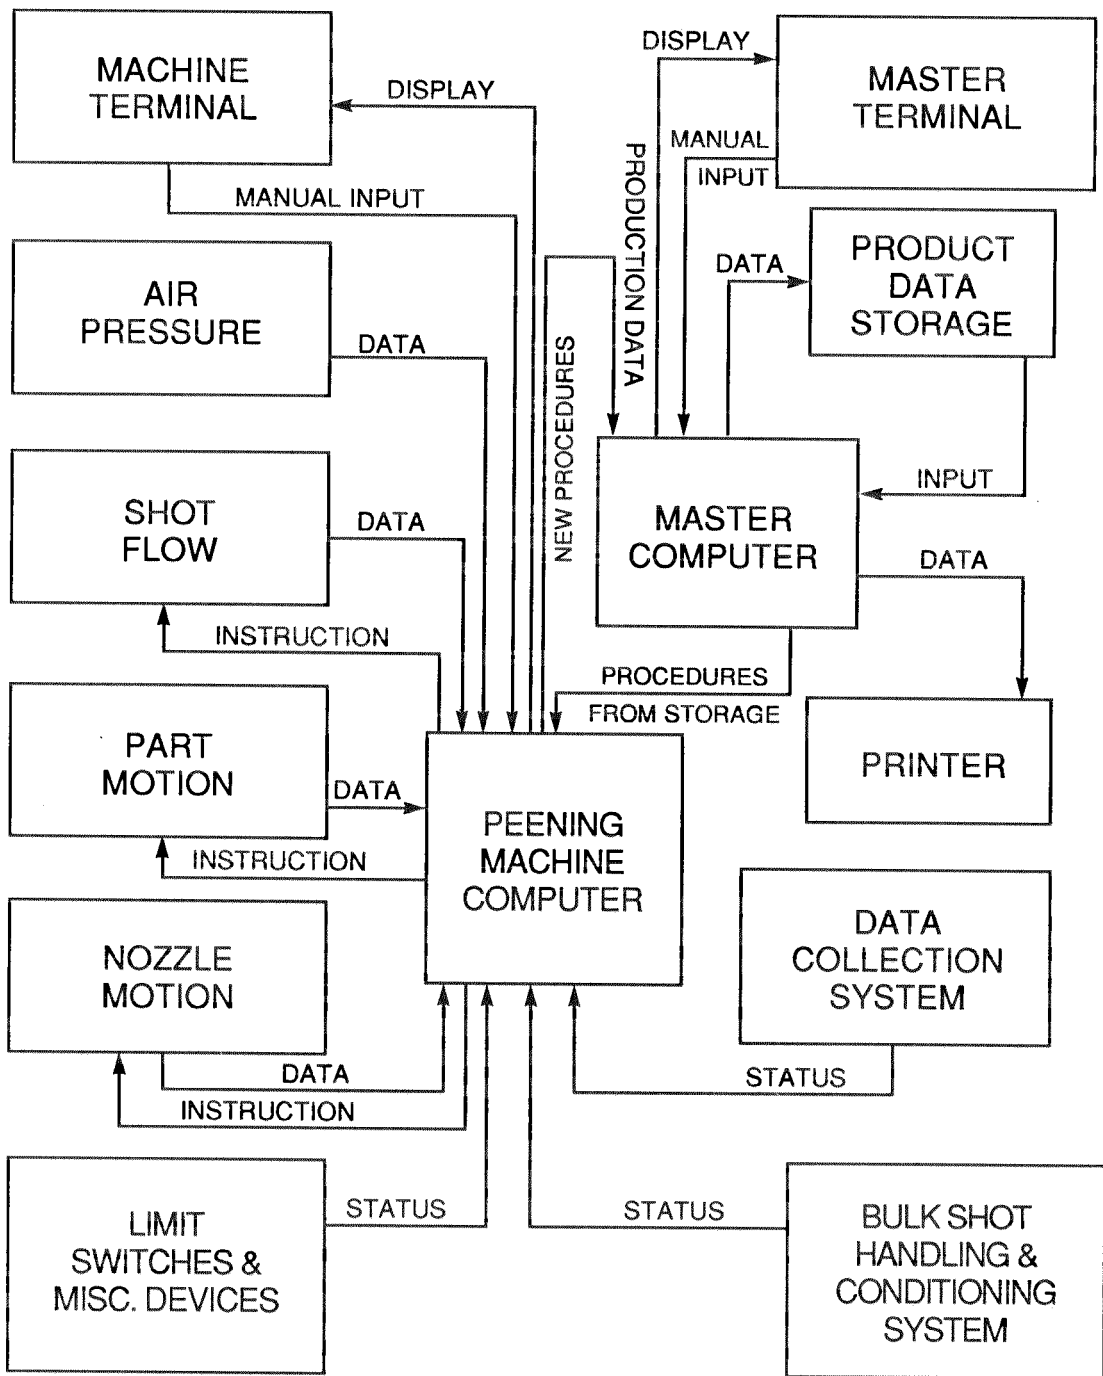 MACHINE
TERMINAL
DISPLAY
MANUAL INPUT
DISPLAY
MASTER
TERMINAL
MANUAL
INPUT
PRODUCTION DATA
NEW PROCEDURES
AIR
PRESSURE
DATA
DATA
PRODUCT
DATA
STORAGE
INPUT
SHOT
FLOW
DATA
INSTRUCTION
MASTER
COMPUTER
DATA
PROCEDURES
FROM STORAGE
PRINTER
PART
MOTION
DATA
INSTRUCTION
PEENING
MACHINE
COMPUTER
NOZZLE
MOTION
DATA
INSTRUCTION
DATA
COLLECTION
SYSTEM
STATUS
LIMIT
SWITCHES &
MISC. DEVICES
STATUS
STATUS
BULK SHOT
HANDLING &
CONDITIONING
SYSTEM